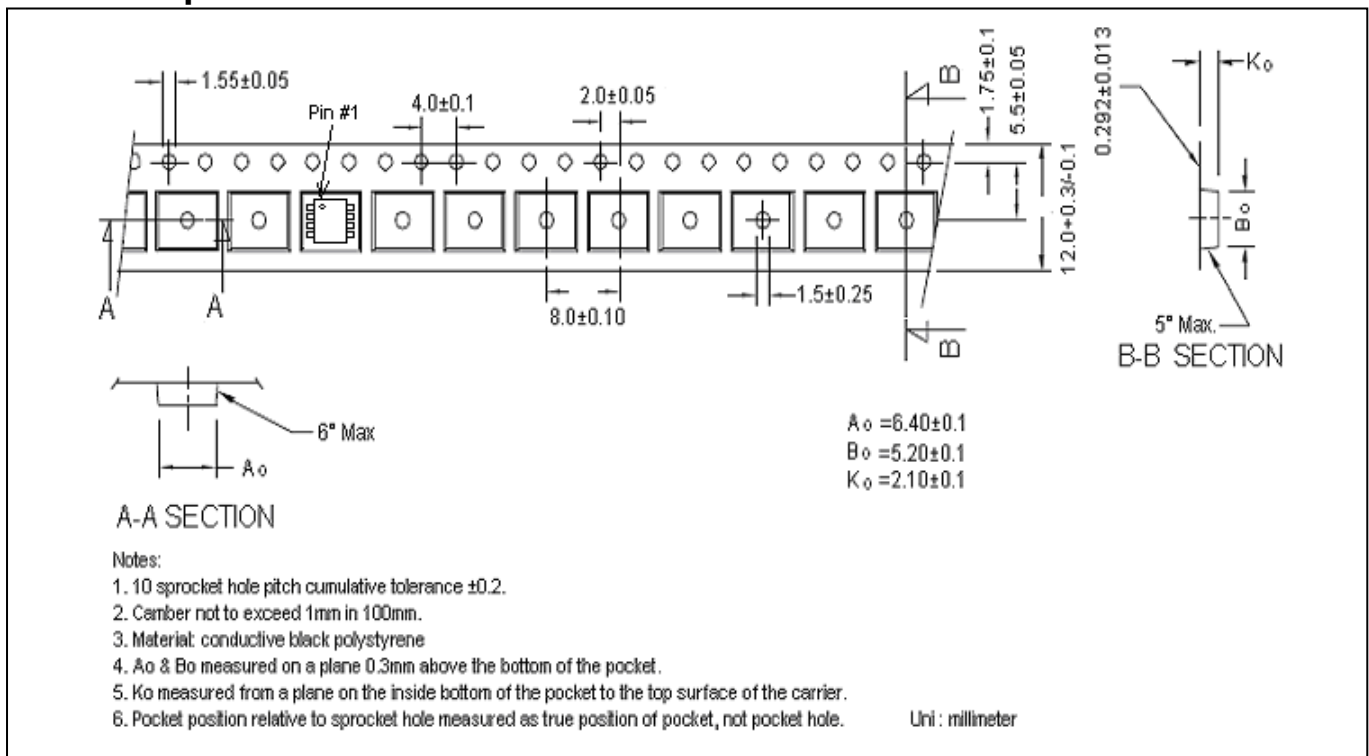 1.55±0.05
Pin #1
4.0±0.1
2.0±0.05
B
1.75±0.1
5.5±0.05
12.0+0.3/-0.1
0.292±0.013
Ko
Bo
A
A
8.0±0.10
1.5±0.25
B
5° Max.
B-B SECTION
6° Max
Ao
A-A SECTION
Ao =6.40±0.1
Bo =5.20±0.1
Ko =2.10±0.1
Notes:
1. 10 sprocket hole pitch cumulative tolerance ±0.2.
2. Camber not to exceed 1mm in 100mm.
3. Material: conductive black polystyrene
4. Ao & Bo measured on a plane 0.3mm above the bottom of the pocket.
5. Ko measured from a plane on the inside bottom of the pocket to the top surface of the carrier.
6. Pocket position relative to sprocket hole measured as true position of pocket, not pocket hole. Uni : millimeter